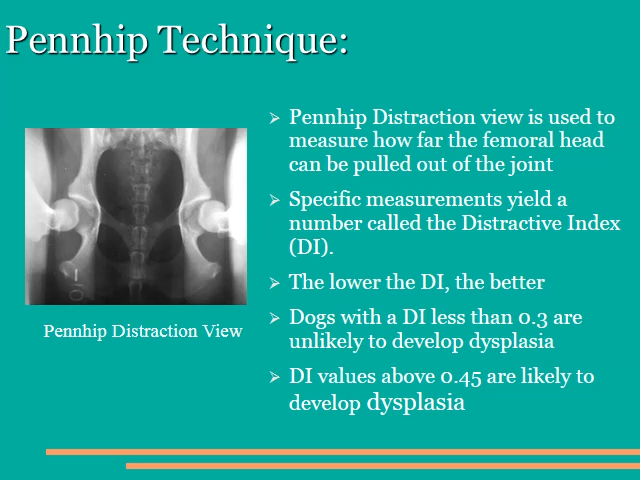 Pennhip Technique:
Pennhip Distraction view is used to
measure how far the femoral head
can be pulled out of the joint
Specific measurements yield a
number called the Distractive Index
(DI).
The lower the DI, the better
Dogs with a DI less than 0.3 are
unlikely to develop dysplasia
DI values above 0.45 are likely to
develop dysplasia
Pennhip Distraction View